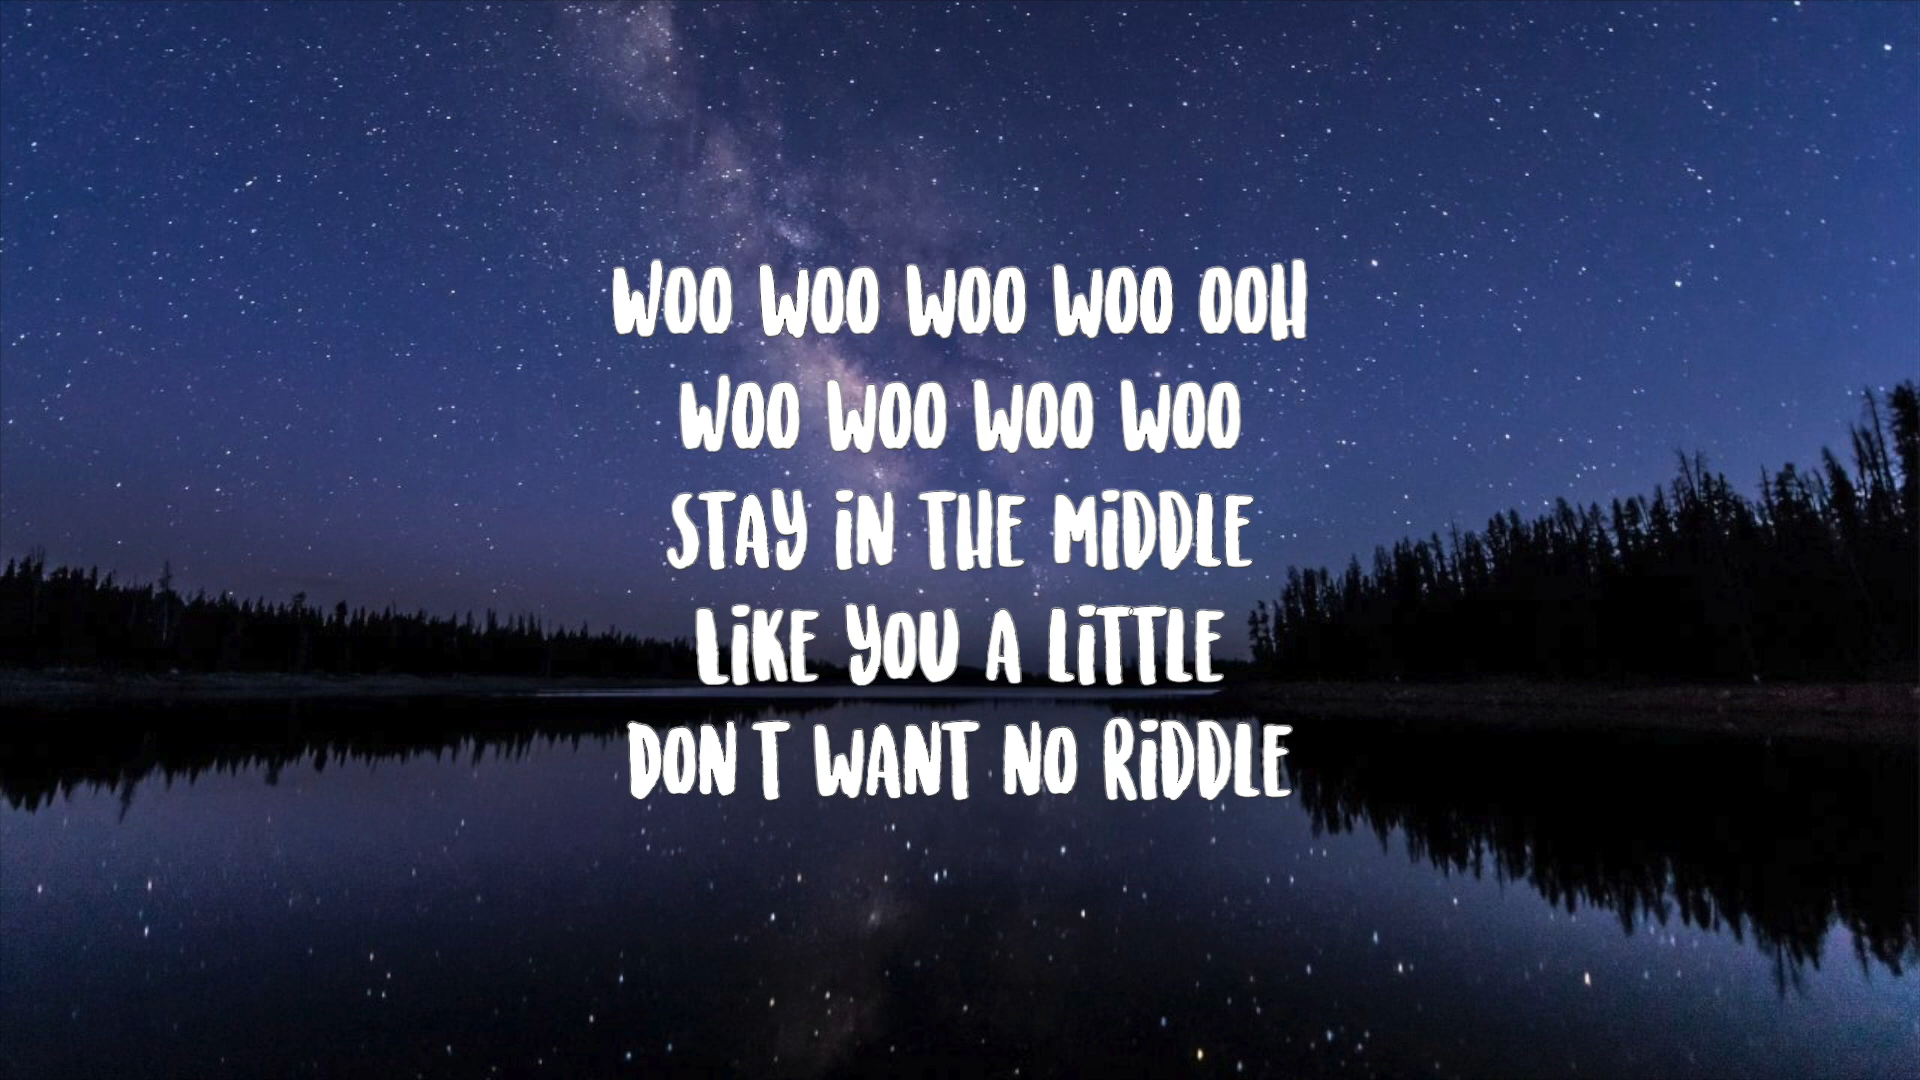 WOO WOO WOO WOO OOH
WOO WOO WOO WOO
STAY iN THE MiDDLE
LiKE YOU A LiTTLE
DON'T WANT NO RiDDLE